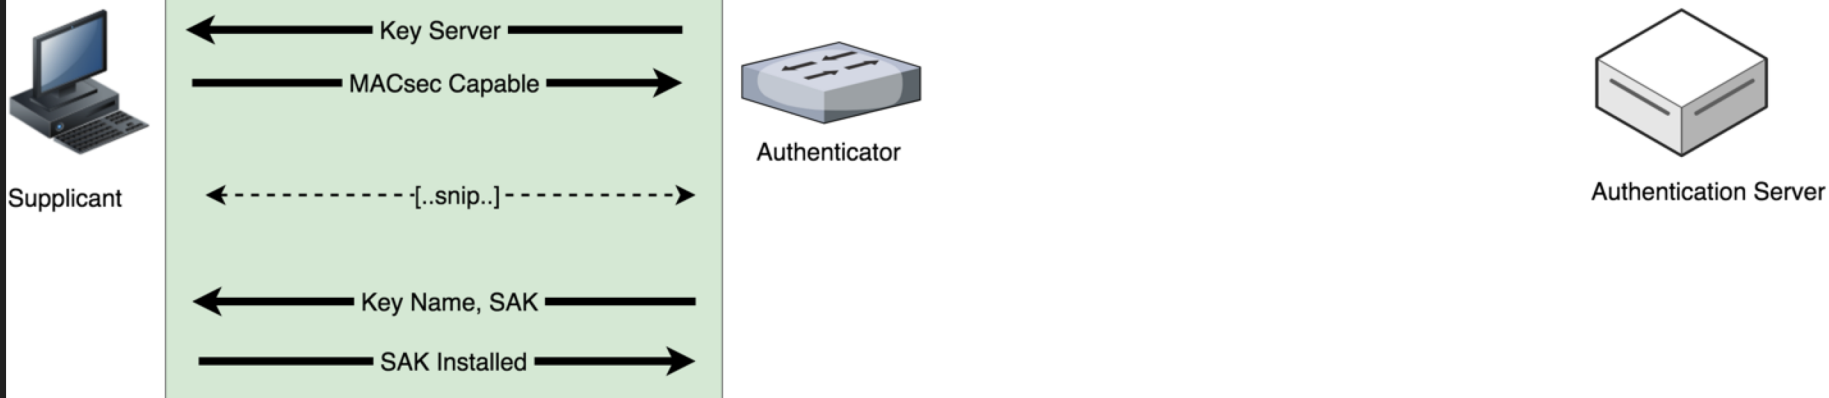 Key Server
MACsec Capable
Authenticator
Supplicant
[..snip..]
Authentication Server
Key Name, SAK
SAK Installed